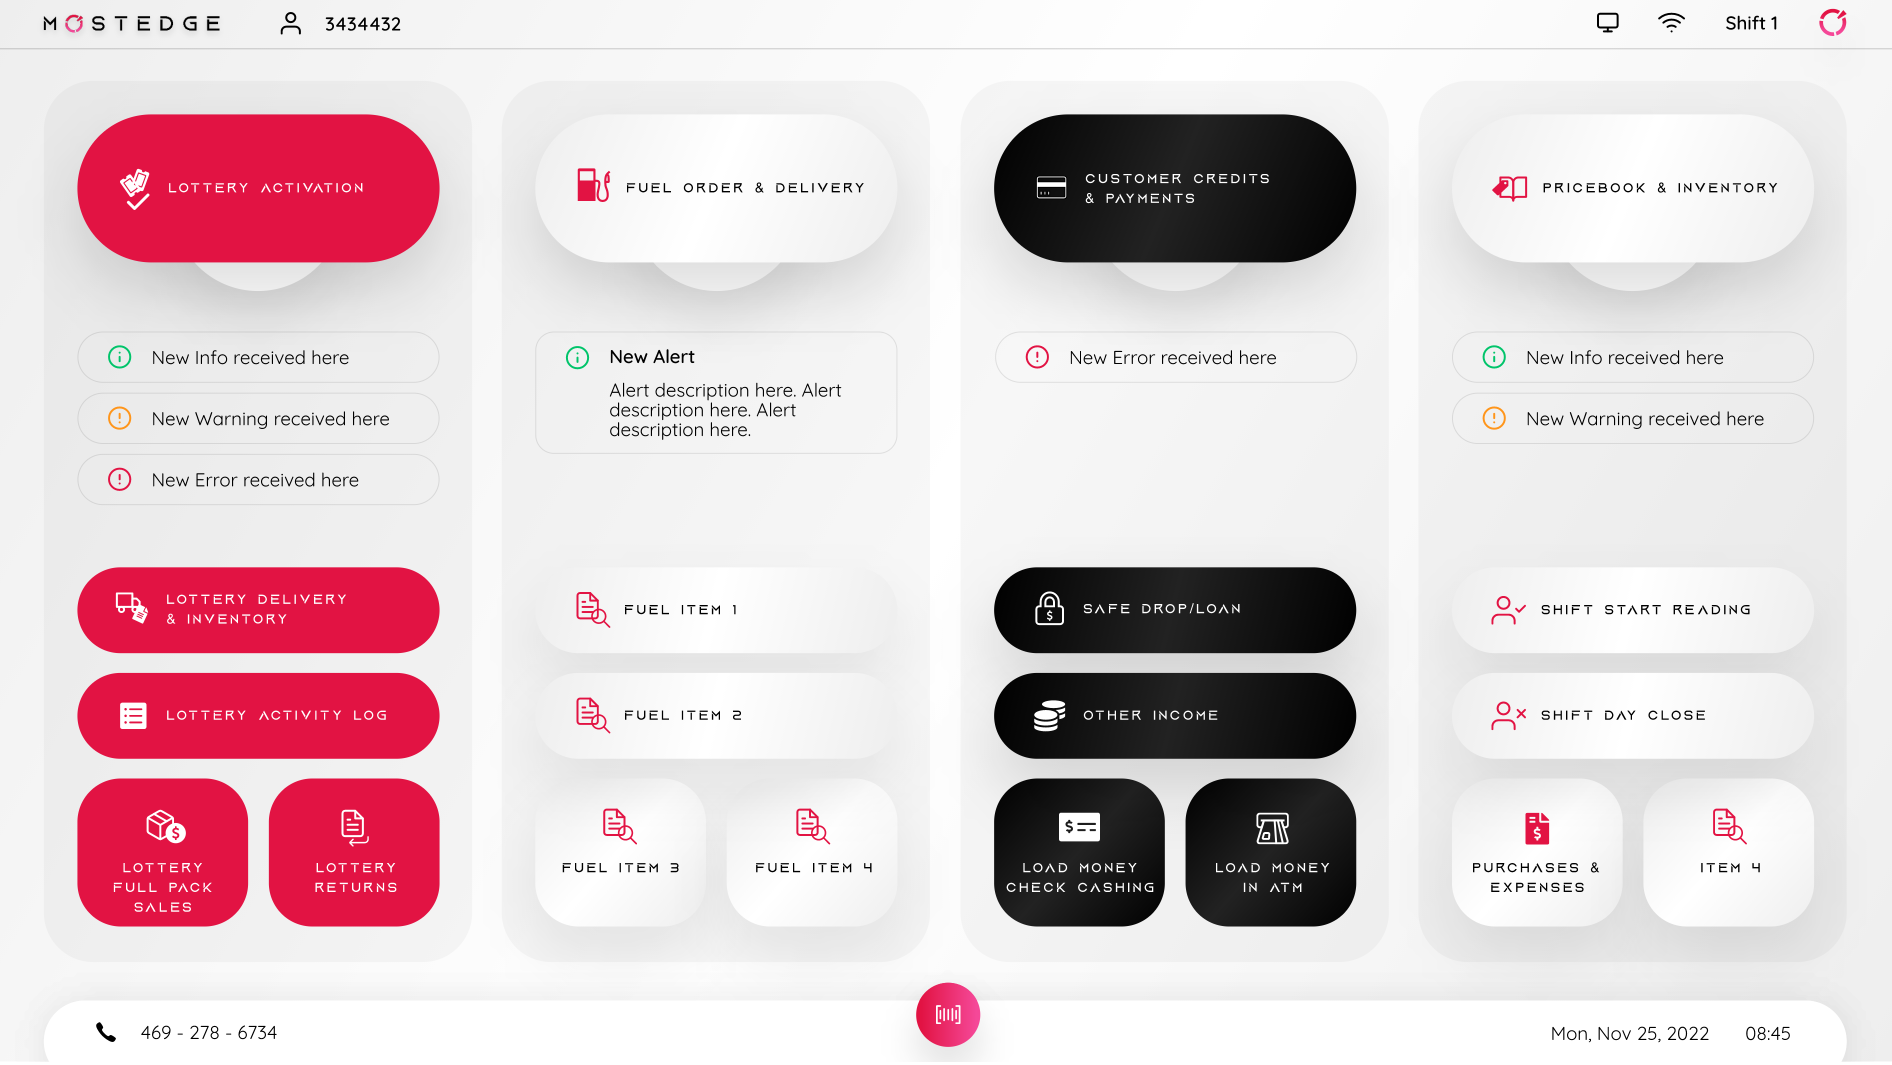 MOSTEDGE
3434432
Shift 1
LOTTERY ACTIVATION
New Info received here
New Warning received here
New Error received here
LOTTERY DELIVERY
& INVENTORY
LOTTERY ACTIVITY LOG
LOTTERY
FULL PACK
SALES
LOTTERY
RETURNS
FUEL ORDER & DELIVERY
New Alert
Alert description here. Alert
description here. Alert
description here.
FUEL ITEM 1
FUEL ITEM 2
FUEL ITEM 3
FUEL ITEM 4
CUSTOMER CREDITS
& PAYMENTS
New Error received here
SAFE DROP/LOAN
OTHER INCOME
LOAD MONEY
CHECK CASHING
LOAD MONEY
IN ATM
PRICEBOOK & INVENTORY
New Info received here
New Warning received here
SHIFT START READING
SHIFT DAY CLOSE
PURCHASES &
EXPENSES
ITEM 4
469 - 278 - 6734
Mon, Nov 25, 2022
08:45